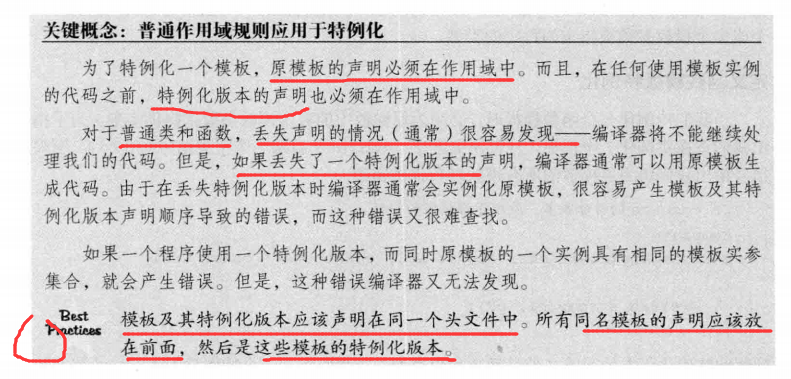 关键概念：普通作用域规则应用于特例化
为了特例化一个模板，原模板的声明必须在作用域中。而且，在任何使用模板实例
的代码之前，特例化版本的声明也必须在作用域中。
对于普通类和函数，丢失声明的情况（通常）很容易发现——编译器将不能继续处
理我们的代码。但是，如果丢失了一个特例化版本的声明，编译器通常可以用原模板生
成代码。由于在丢失特例化版本时编译器通常会实例化原模板，很容易产生模板及其特
例化版本声明顺序导致的错误，而这种错误又很难查找。
如果一个程序使用一个特例化版本，而同时原模板的一个实例具有相同的模板实参
集合，就会产生错误。但是，这种错误编译器又无法发现。
Best
Practices
模板及其特例化版本应该声明在同一个头文件中。所有同名模板的声明应该放
在前面，然后是这些模板的特例化版本。